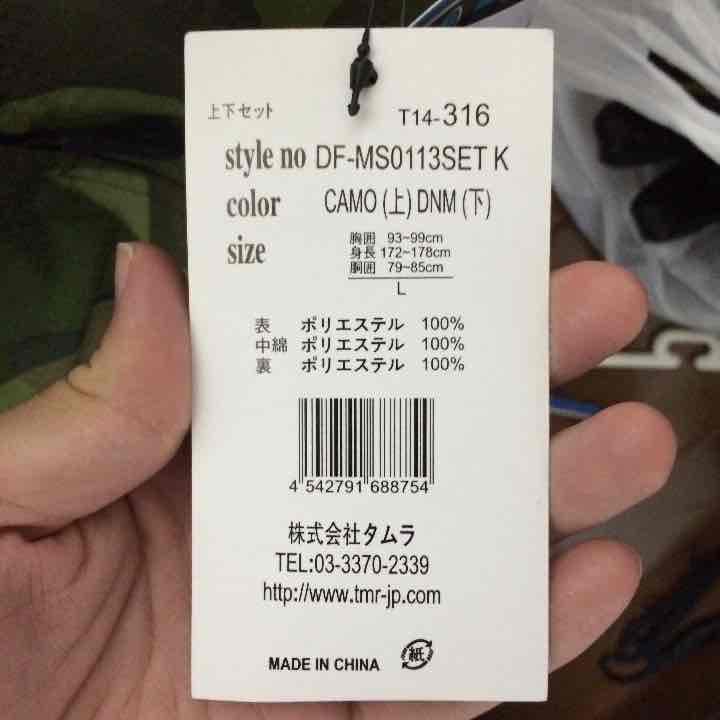 上下セット
T14-316
style no DF-MS0113SET K
color CAMO (上) DNM (下)
size
胸囲 93~99cm
身長 172~178cm
胴囲 79~85cm
L
表 ポリエステル 100%
中綿 ポリエステル 100%
裏 ポリエステル 100%
4 542791 688754
株式会社タムラ
TEL:03-3370-2339
http://www.tmr-jp.com
MADE IN CHINA
紙